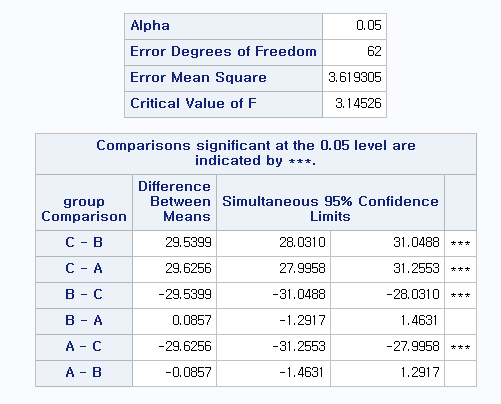 Alpha 0.05
Error Degrees of Freedom 62
Error Mean Square 3.619305
Critical Value of F 3.14526
Comparisons significant at the 0.05 level are
indicated by ***.
group
Comparison
Difference
Between
Means
Simultaneous 95% Confidence
Limits
C - B 29.5399 28.0310 31.0488 ***
C - A 29.6256 27.9958 31.2553 ***
B - C -29.5399 -31.0488 -28.0310 ***
B - A 0.0857 -1.2917 1.4631
A - C -29.6256 -31.2553 -27.9958 ***
A - B -0.0857 -1.4631 1.2917